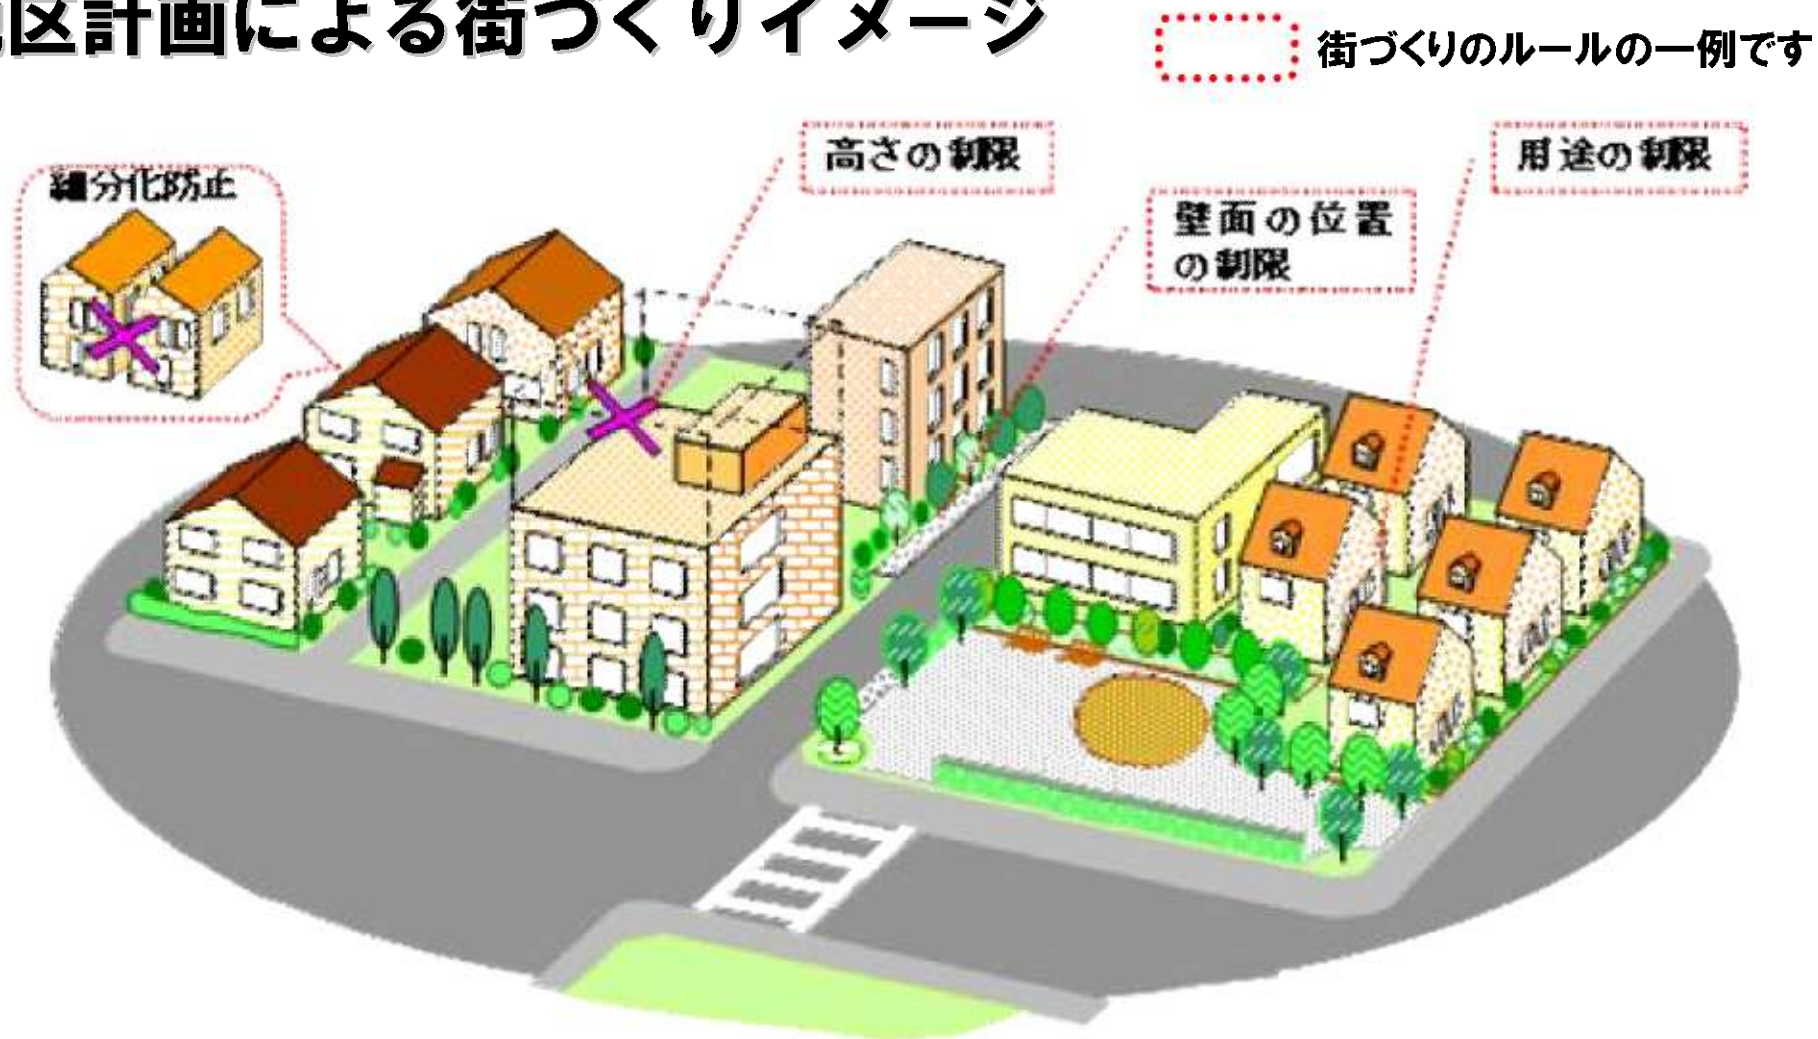 区計画による街づくりイメージ
街づくりのルールの一例です
細分化防止
高さの制限
壁面の位置
の制限
用途の制限